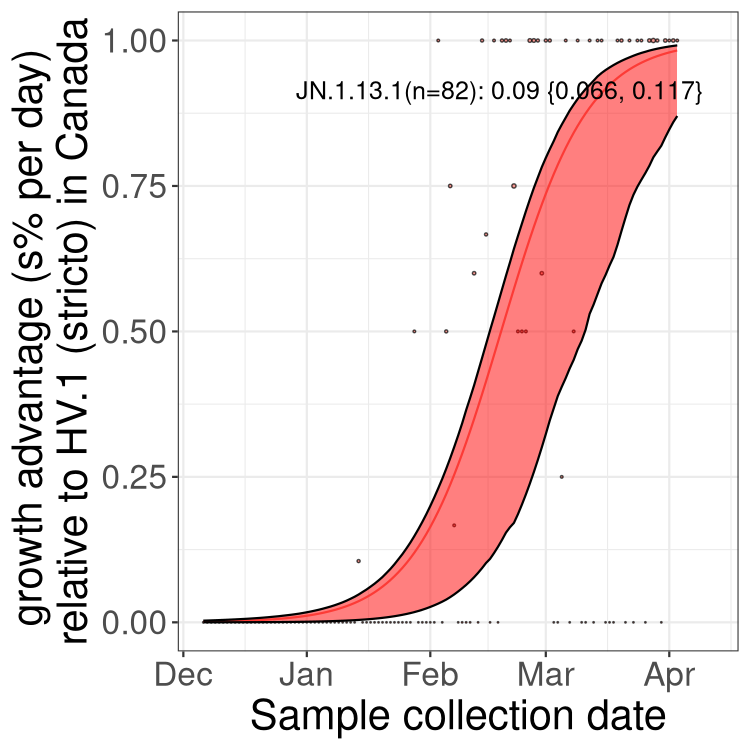 growth advantage (s% per day)
relative to HV.1 (stricto) in Canada
1.00
0.75
0.50
0.25
0.00
JN.1.13.1(n=82): 0.09 {0.066, 0.117}
Dec Jan Feb Mar Apr
Sample collection date